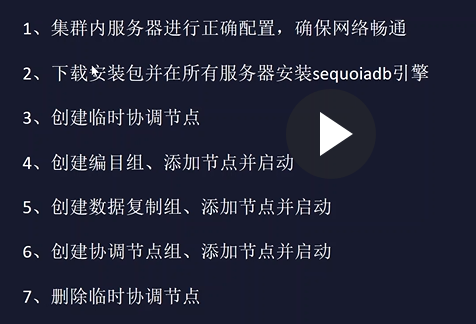 1、集群内服务器进行正确配置，确保网络畅通
2、下载安装包并在所有服务器安装sequoiadb引擎
3、创建临时协调节点
4、创建编目组、添加节点并启动
5、创建数据复制组、添加节点并启动
6、创建协调节点组、添加节点并启动
7、删除临时协调节点